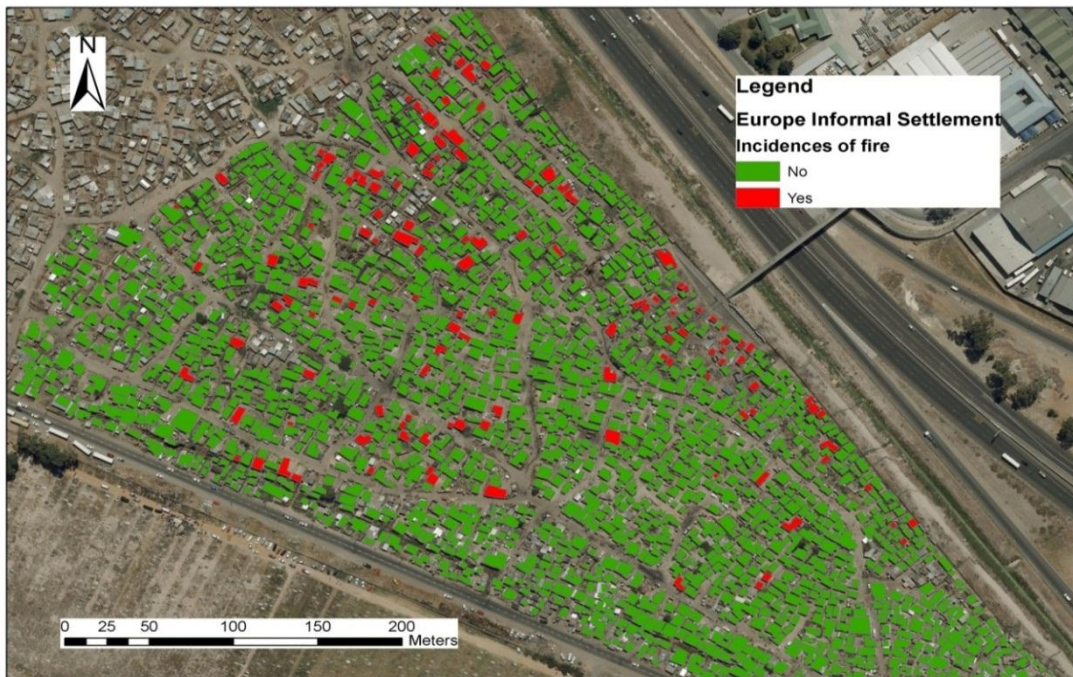 N
Legend
Europe Informal Settlement
Incidences of fire
No
Yes
0 25 50 100 150 200
Meters